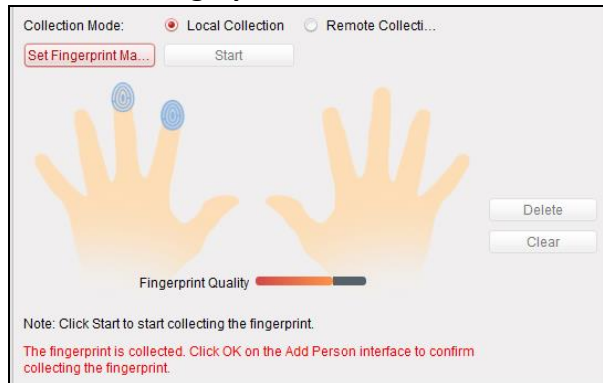 Collection Mode: Local Collection Remote Collecti...
Set Fingerprint Ma... Start
Delete
Clear
Fingerprint Quality
Note: Click Start to start collecting the fingerprint.
The fingerprint is collected. Click OK on the Add Person interface to confirm
collecting the fingerprint.